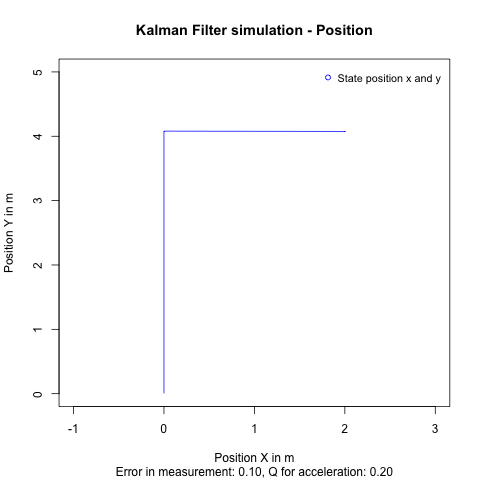 Kalman Filter simulation - Position
State position x and y
5
4
3
2
1
0
Position Y in m
-1 0 1 2 3
Position X in m
Error in measurement: 0.10, Q for acceleration: 0.20